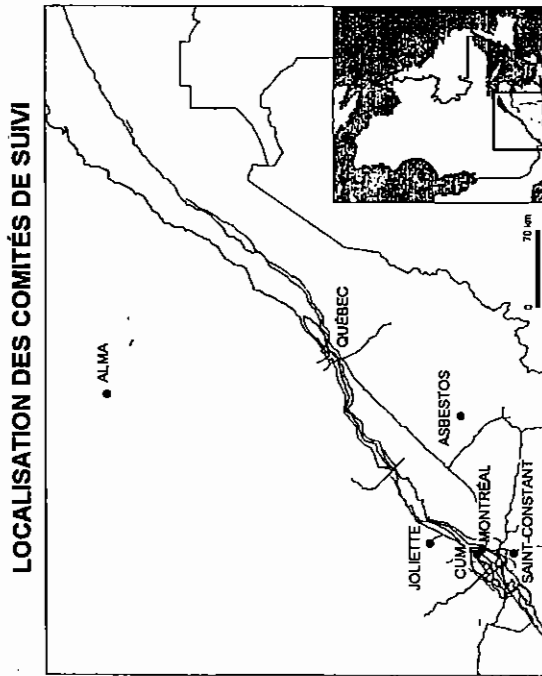 LOCALISATION DES COMITÉS DE SUIVI
ALMA
QUÉBEC
ASBESTOS
JOLIETTE
CUM
MONTRÉAL
SAINT-CONSTANT
0 70 km